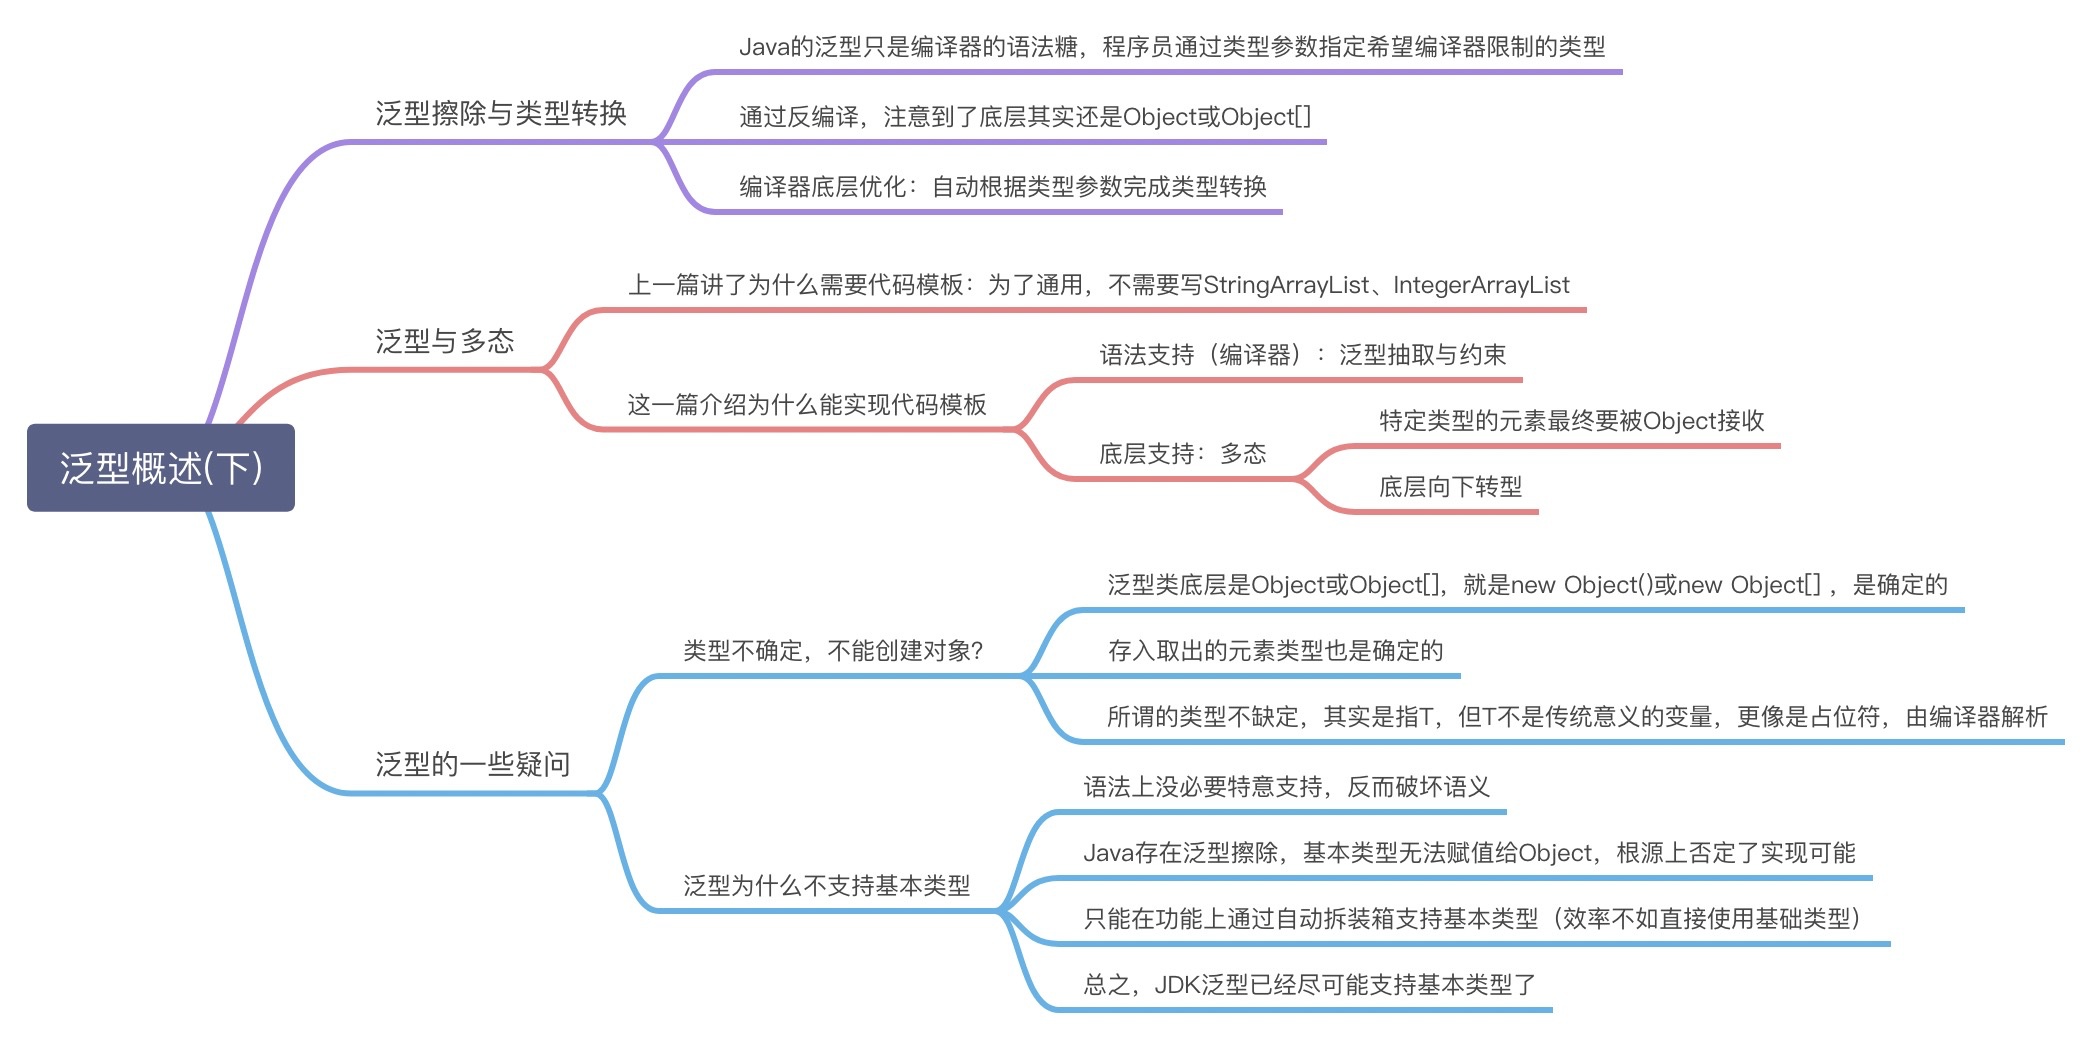 泛型概述(下)
泛型擦除与类型转换
Java的泛型只是编译器的语法糖，程序员通过类型参数指定希望编译器限制的类型
通过反编译，注意到了底层其实还是Object或Object[]
编译器底层优化：自动根据类型参数完成类型转换
泛型与多态
上一篇讲了为什么需要代码模板：为了通用，不需要写StringArrayList、IntegerArrayList
这一篇介绍为什么能实现代码模板
语法支持（编译器）：泛型抽取与约束
底层支持：多态
特定类型的元素最终要被Object接收
底层向下转型
泛型的一些疑问
类型不确定，不能创建对象？
泛型类底层是Object或Object[]，就是new Object()或new Object[] ，是确定的
存入取出的元素类型也是确定的
所谓的类型不缺定，其实是指T，但T不是传统意义的变量，更像是占位符，由编译器解析
泛型为什么不支持基本类型
语法上没必要特意支持，反而破坏语义
Java存在泛型擦除，基本类型无法赋值给Object，根源上否定了实现可能
只能在功能上通过自动拆装箱支持基本类型（效率不如直接使用基础类型）
总之，JDK泛型已经尽可能支持基本类型了